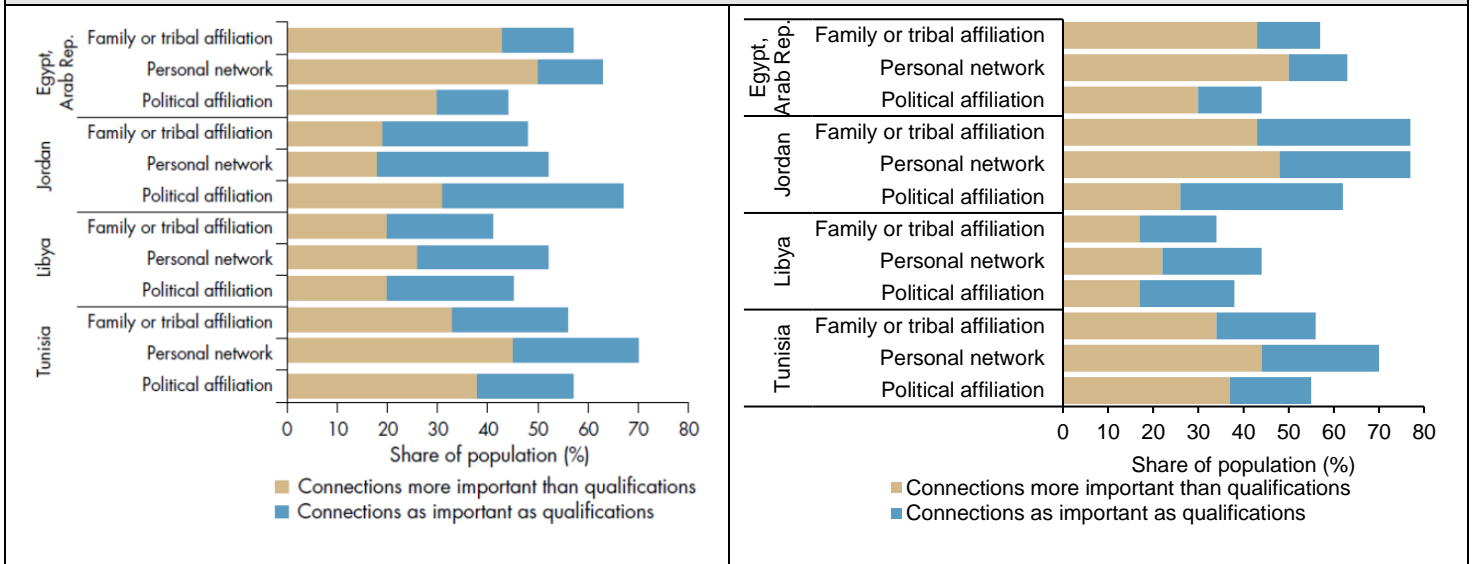 Egypt,
Arab Rep.
Family or tribal affiliation
Personal network
Political affiliation
Jordan
Family or tribal affiliation
Personal network
Political affiliation
Libya
Family or tribal affiliation
Personal network
Political affiliation
Tunisia
Family or tribal affiliation
Personal network
Political affiliation
0 10 20 30 40 50 60 70 80
Share of population (%)
Connections more important than qualifications
Connections as important as qualifications
Egypt,
Arab Rep.
Family or tribal affiliation
Personal network
Political affiliation
Jordan
Family or tribal affiliation
Personal network
Political affiliation
Libya
Family or tribal affiliation
Personal network
Political affiliation
Tunisia
Family or tribal affiliation
Personal network
Political affiliation
0 10 20 30 40 50 60 70 80
Share of population (%)
Connections more important than qualifications
Connections as important as qualifications